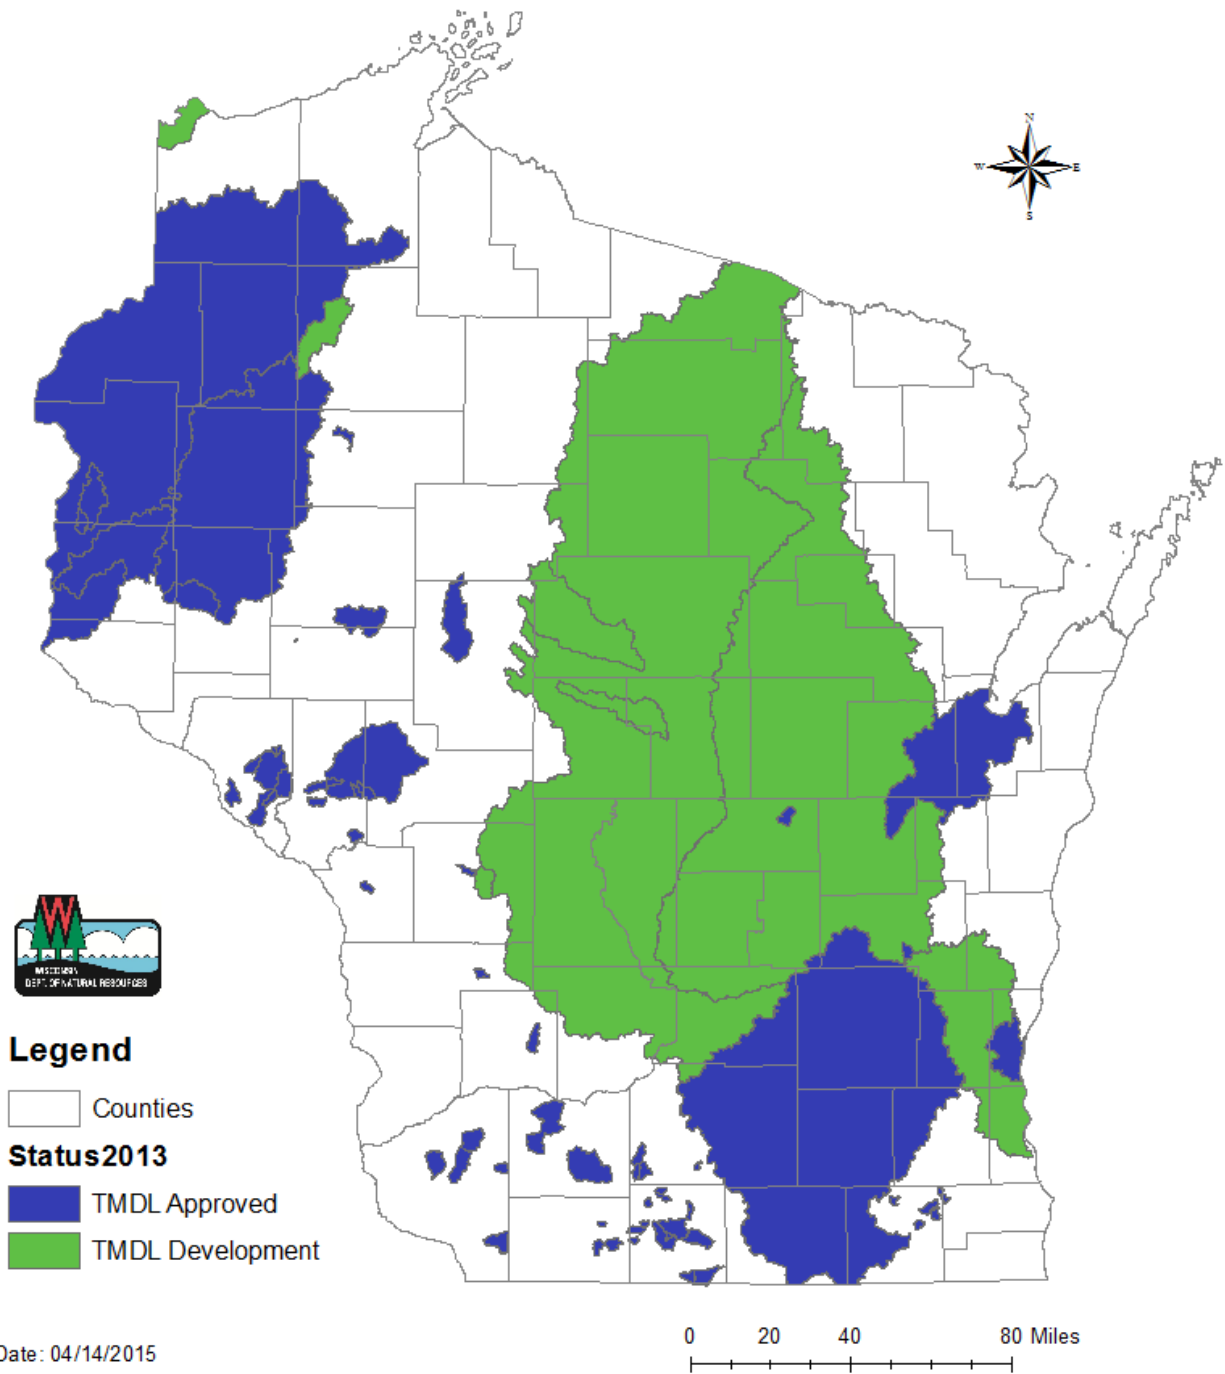 N
W
E
S
W
WISCONSIN
DEPT. OF NATURAL RESOURCES
Legend
Counties
Status2013
TMDL Approved
TMDL Development
Date: 04/14/2015
0 20 40 80 Miles